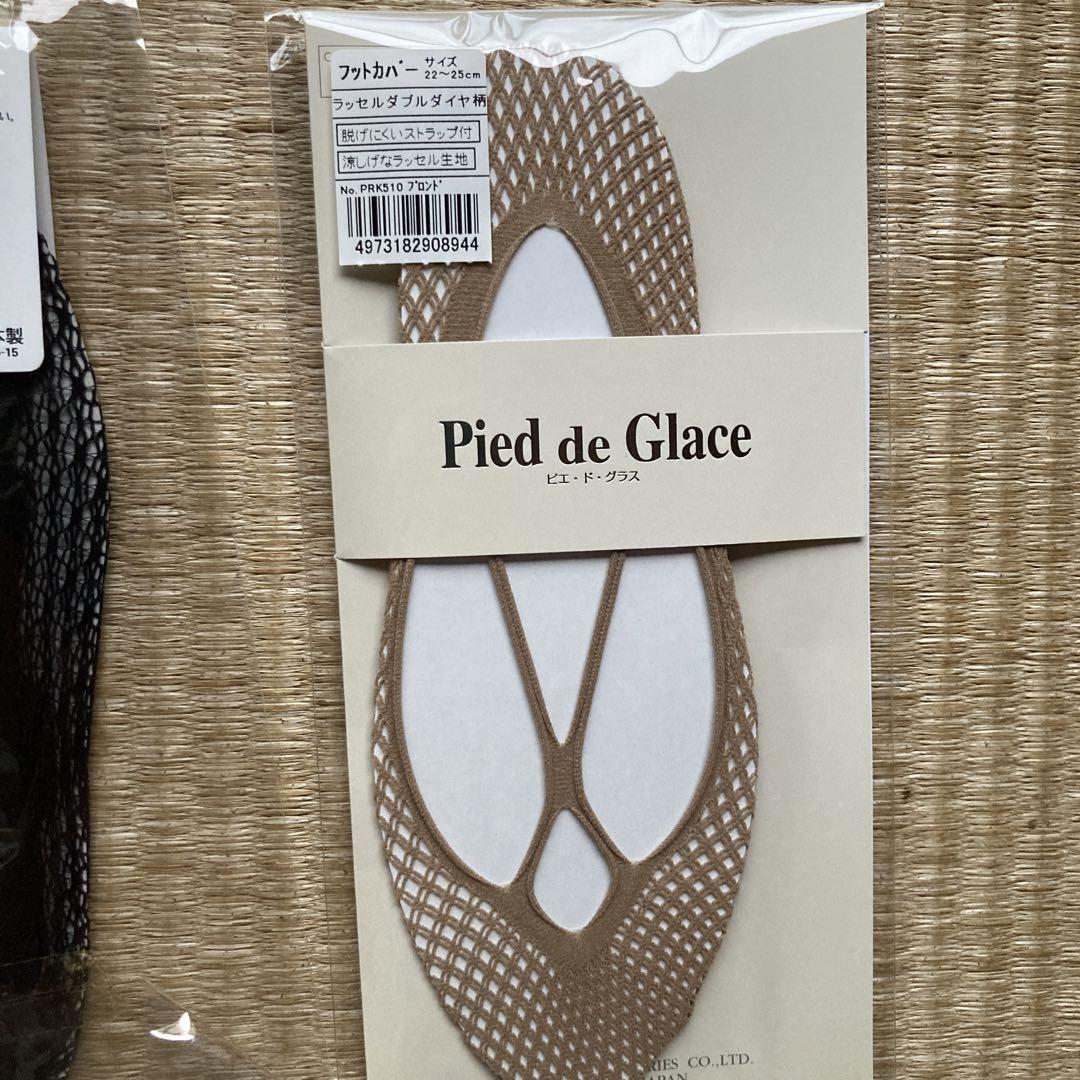 フットカバー サイズ
22～25cm
ラッセルダブルダイヤ柄
脱げにくいストラップ付
涼しげなラッセル生地
No.PRK510 ブロンド
4973182908944
Pied de Glace
ピエ・ド・グラス
CO.,LTD.
い。
製
-15